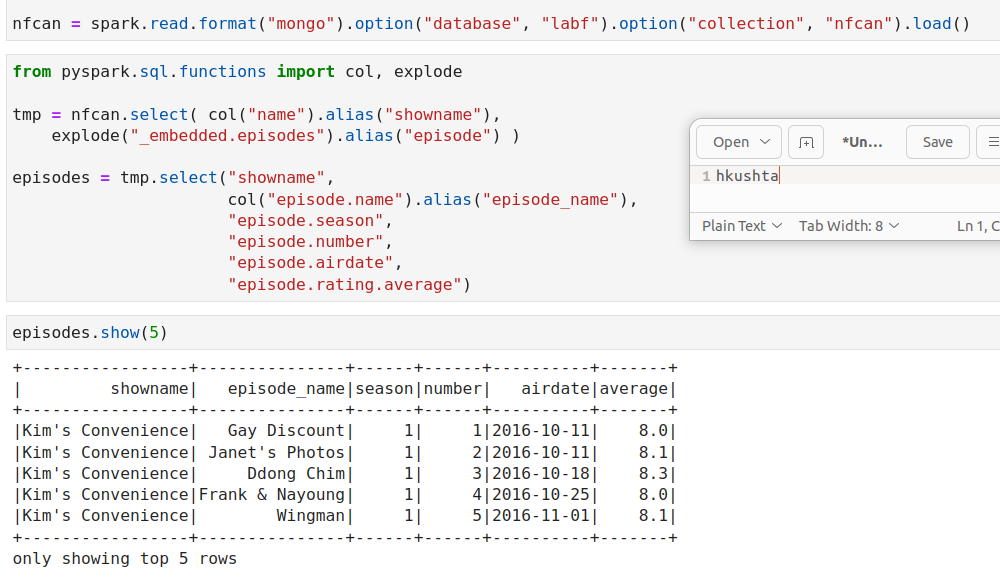 nfcan = spark.read.format("mongo").option("database", "labf").option("collection", "nfcan").load()
from pyspark.sql.functions import col, explode
tmp = nfcan.select( col("name").alias("showname"),
    explode("_embedded.episodes").alias("episode") )
episodes = tmp.select("showname",
                      col("episode.name").alias("episode_name"),
                      "episode.season",
                      "episode.number",
                      "episode.airdate",
                      "episode.rating.average")
Open *Un... Save
1 hkushta
Plain Text Tab Width: 8 Ln 1, C
episodes.show(5)
+-----------------+---------------+------+------+----------+-------+
|         showname|   episode_name|season|number|   airdate|average|
+-----------------+---------------+------+------+----------+-------+
|Kim's Convenience|   Gay Discount|     1|     1|2016-10-11|    8.0|
|Kim's Convenience| Janet's Photos|     1|     2|2016-10-11|    8.1|
|Kim's Convenience|     Ddong Chim|     1|     3|2016-10-18|    8.3|
|Kim's Convenience|Frank & Nayoung|     1|     4|2016-10-25|    8.0|
|Kim's Convenience|        Wingman|     1|     5|2016-11-01|    8.1|
+-----------------+---------------+------+------+----------+-------+
only showing top 5 rows